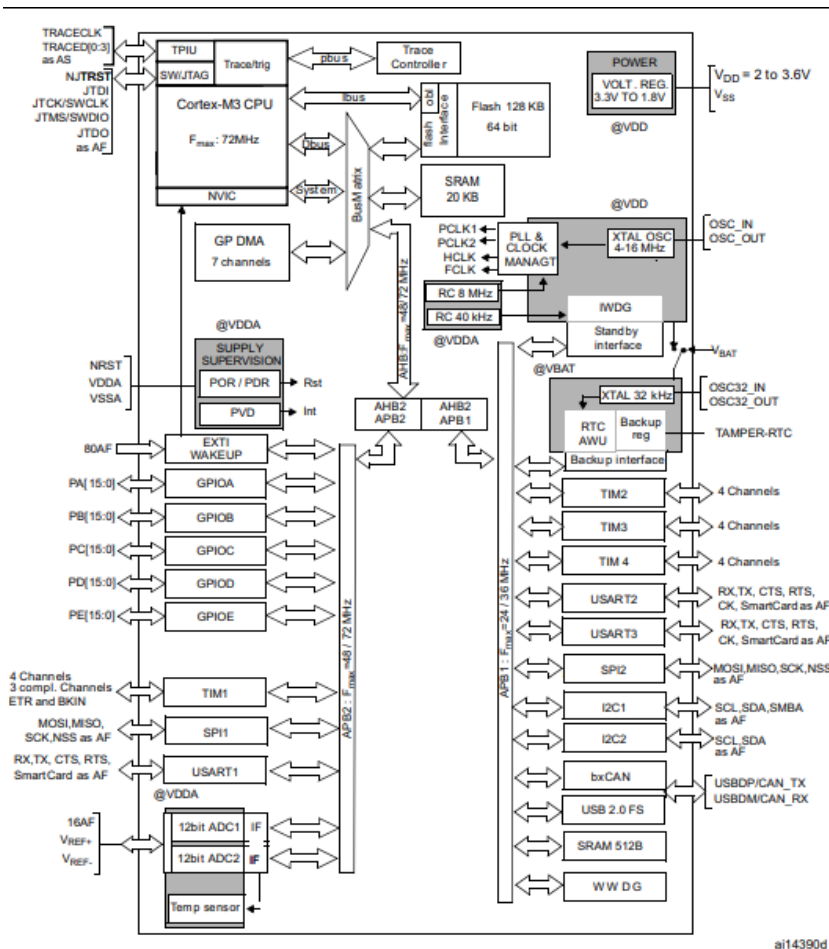 TRACECLK
TRACED[0:3]
as AS
NJTRST
JTDI
JTCK/SWCLK
JTMS/SWDIO
JTDO
as AF
TPIU
SW/JTAG
Trace/trig
Cortex-M3 CPU
Fmax : 72MHz
NVIC
pbus
Trace
Controller
Ibus
Dbus
System
BusMatrix
flash obl
Interface
Flash 128 KB
64 bit
SRAM
20 KB
POWER
VOLT. REG.
3.3V TO 1.8V
@VDD
VDD = 2 to 3.6V
VSS
GP DMA
7 channels
AHB:Fmax=48/72 MHz
PCLK1
PCLK2
HCLK
FCLK
PLL &
CLOCK
MANAGT
@VDD
XTAL OSC
4-16 MHz
OSC_IN
OSC_OUT
RC 8 MHz
RC 40 kHz
@VDDA
IWDG
Standby
interface
VBAT
@VBAT
@VDDA
SUPPLY
SUPERVISION
POR / PDR
Rst
PVD
Int
NRST
VDDA
VSSA
AHB2
APB2
AHB2
APB1
XTAL 32 kHz
OSC32_IN
OSC32_OUT
RTC
AWU
Backup
reg
TAMPER-RTC
Backup interface
80AF
EXTI
WAKEUP
PA[15:0]
GPIOA
PB[15:0]
GPIOB
PC[15:0]
GPIOC
PD[15:0]
GPIOD
PE[15:0]
GPIOE
4 Channels
3 compl. Channels
ETR and BKIN
TIM1
MOSI,MISO,
SCK,NSS as AF
SPI1
RX,TX, CTS, RTS,
SmartCard as AF
USART1
@VDDA
16AF
VREF+
VREF-
12bit ADC1
IF
12bit ADC2
IF
Temp sensor
APB2 : Fmax=48 / 72 MHz
APB1 : Fmax=24 / 36 MHz
TIM2
4 Channels
TIM3
4 Channels
TIM 4
4 Channels
USART2
RX,TX, CTS, RTS,
CK, SmartCard as AF
USART3
RX,TX, CTS, RTS,
CK, SmartCard as AF
SPI2
MOSI,MISO,SCK,NSS
as AF
I2C1
SCL,SDA,SMBA
as AF
I2C2
SCL,SDA
as AF
bxCAN
USBDP/CAN_TX
USBDM/CAN_RX
USB 2.0 FS
SRAM 512B
WWDG
ai14390d